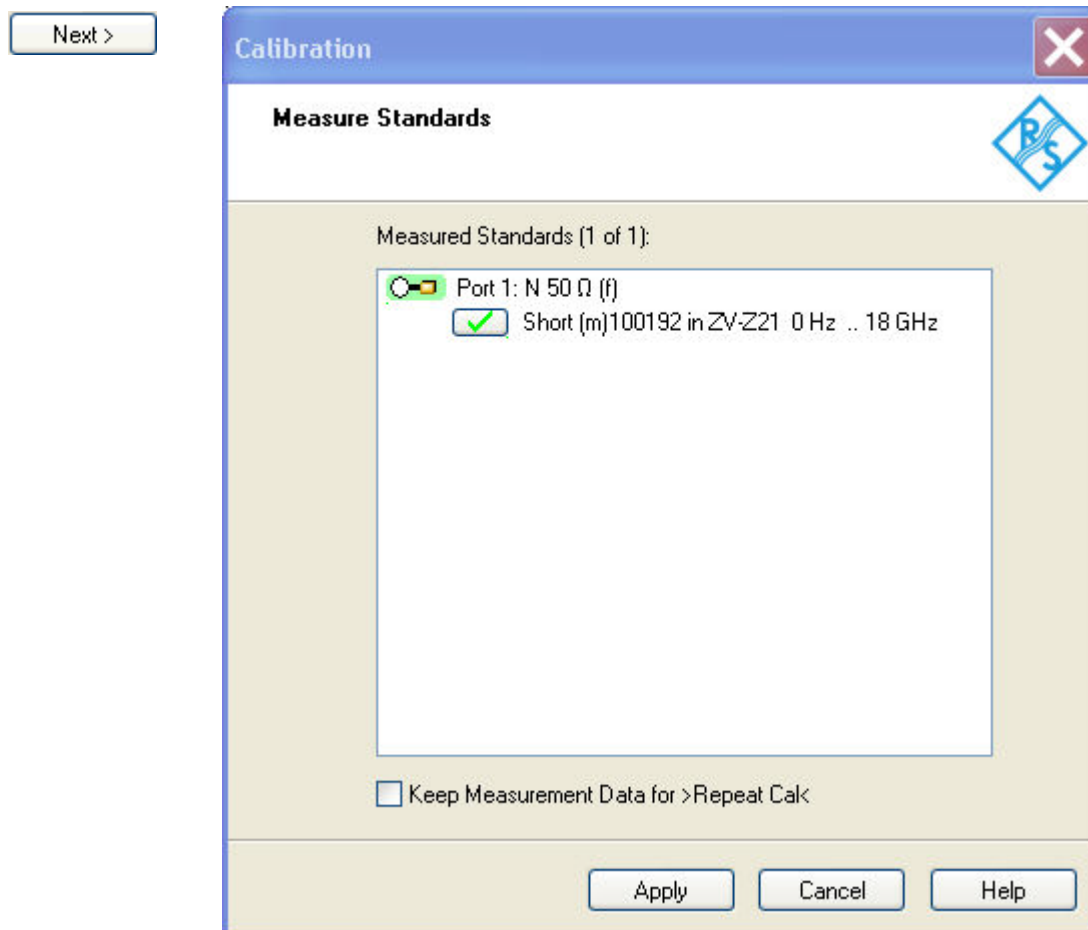 Next >
Calibration
Measure Standards
R
S
Measured Standards (1 of 1):
Port 1: N 50 Ω (f)
Short (m)100192 in ZV-Z21 0 Hz .. 18 GHz
Keep Measurement Data for >Repeat Cal<
Apply
Cancel
Help